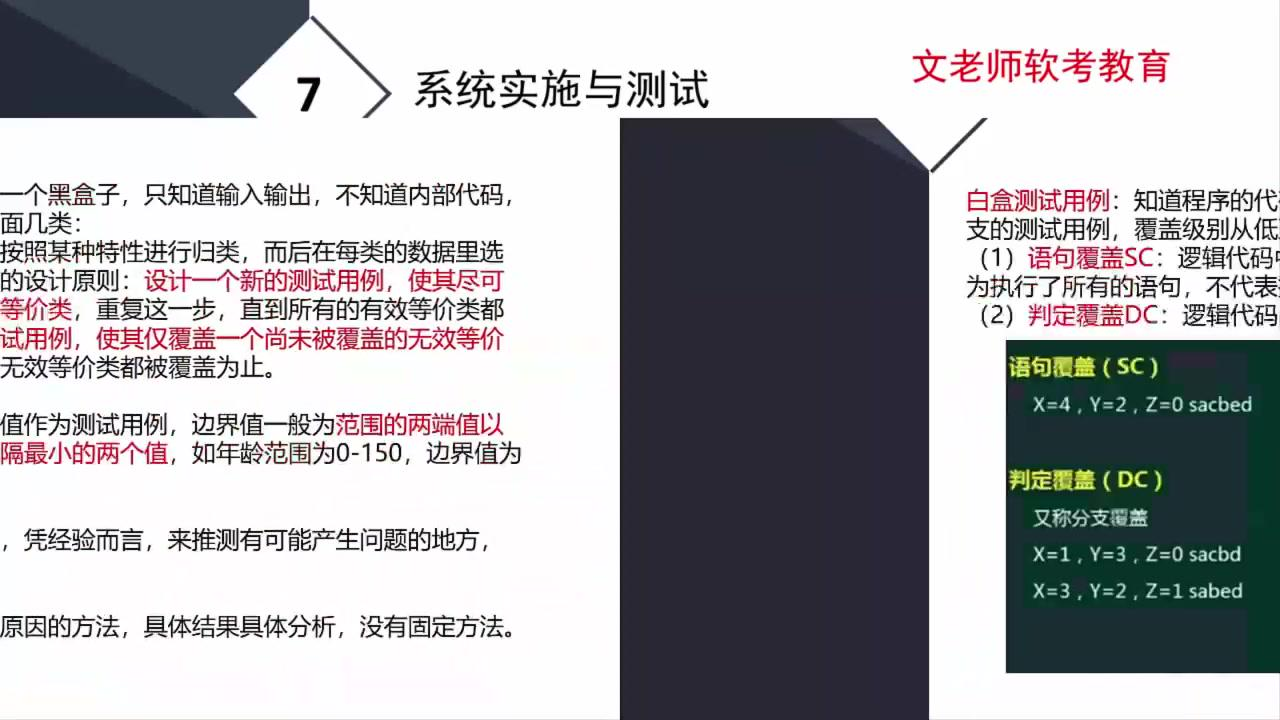 7
系统实施与测试
文老师软考教育
一个黑盒子，只知道输入输出，不知道内部代码，
面几类：
按照某种特性进行归类，而后在每类的数据里选
的设计原则：设计一个新的测试用例，使其尽可
等价类，重复这一步，直到所有的有效等价类都
试用例，使其仅覆盖一个尚未被覆盖的无效等价
无效等价类都被覆盖为止。
值作为测试用例，边界值一般为范围的两端值以
隔最小的两个值，如年龄范围为0-150，边界值为
，凭经验而言，来推测有可能产生问题的地方，
原因的方法，具体结果具体分析，没有固定方法。
白盒测试用例：知道程序的代
支的测试用例，覆盖级别从低
（1）语句覆盖SC：逻辑代码
为执行了所有的语句，不代表
（2）判定覆盖DC：逻辑代码
语句覆盖（SC）
X=4，Y=2，Z=0 sacbed
判定覆盖（DC）
又称分支覆盖
X=1，Y=3，Z=0 sacbd
X=3，Y=2，Z=1 sabed